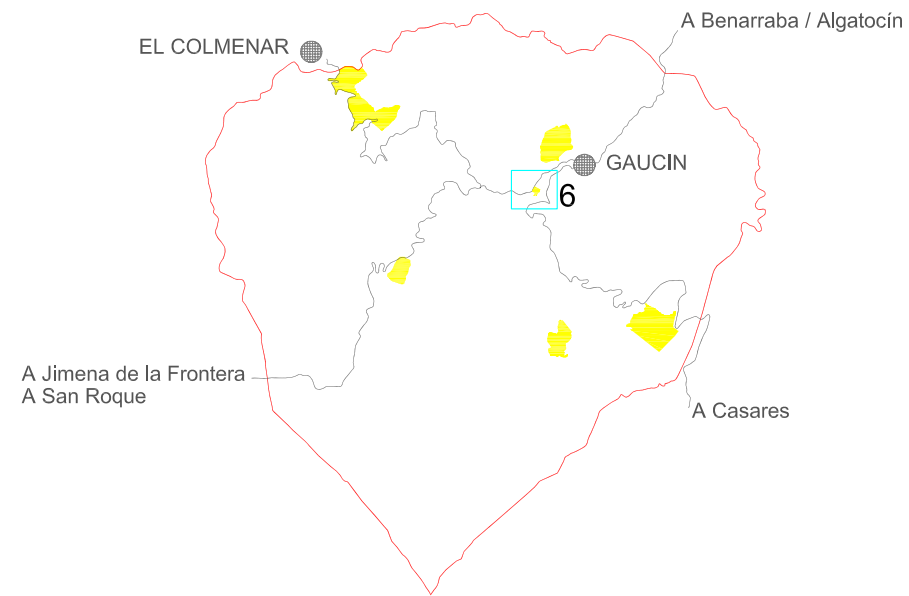 A Benarraba / Algatocín
EL COLMENAR
GAUCIN
6
A Jimena de la Frontera
A San Roque
A Casares